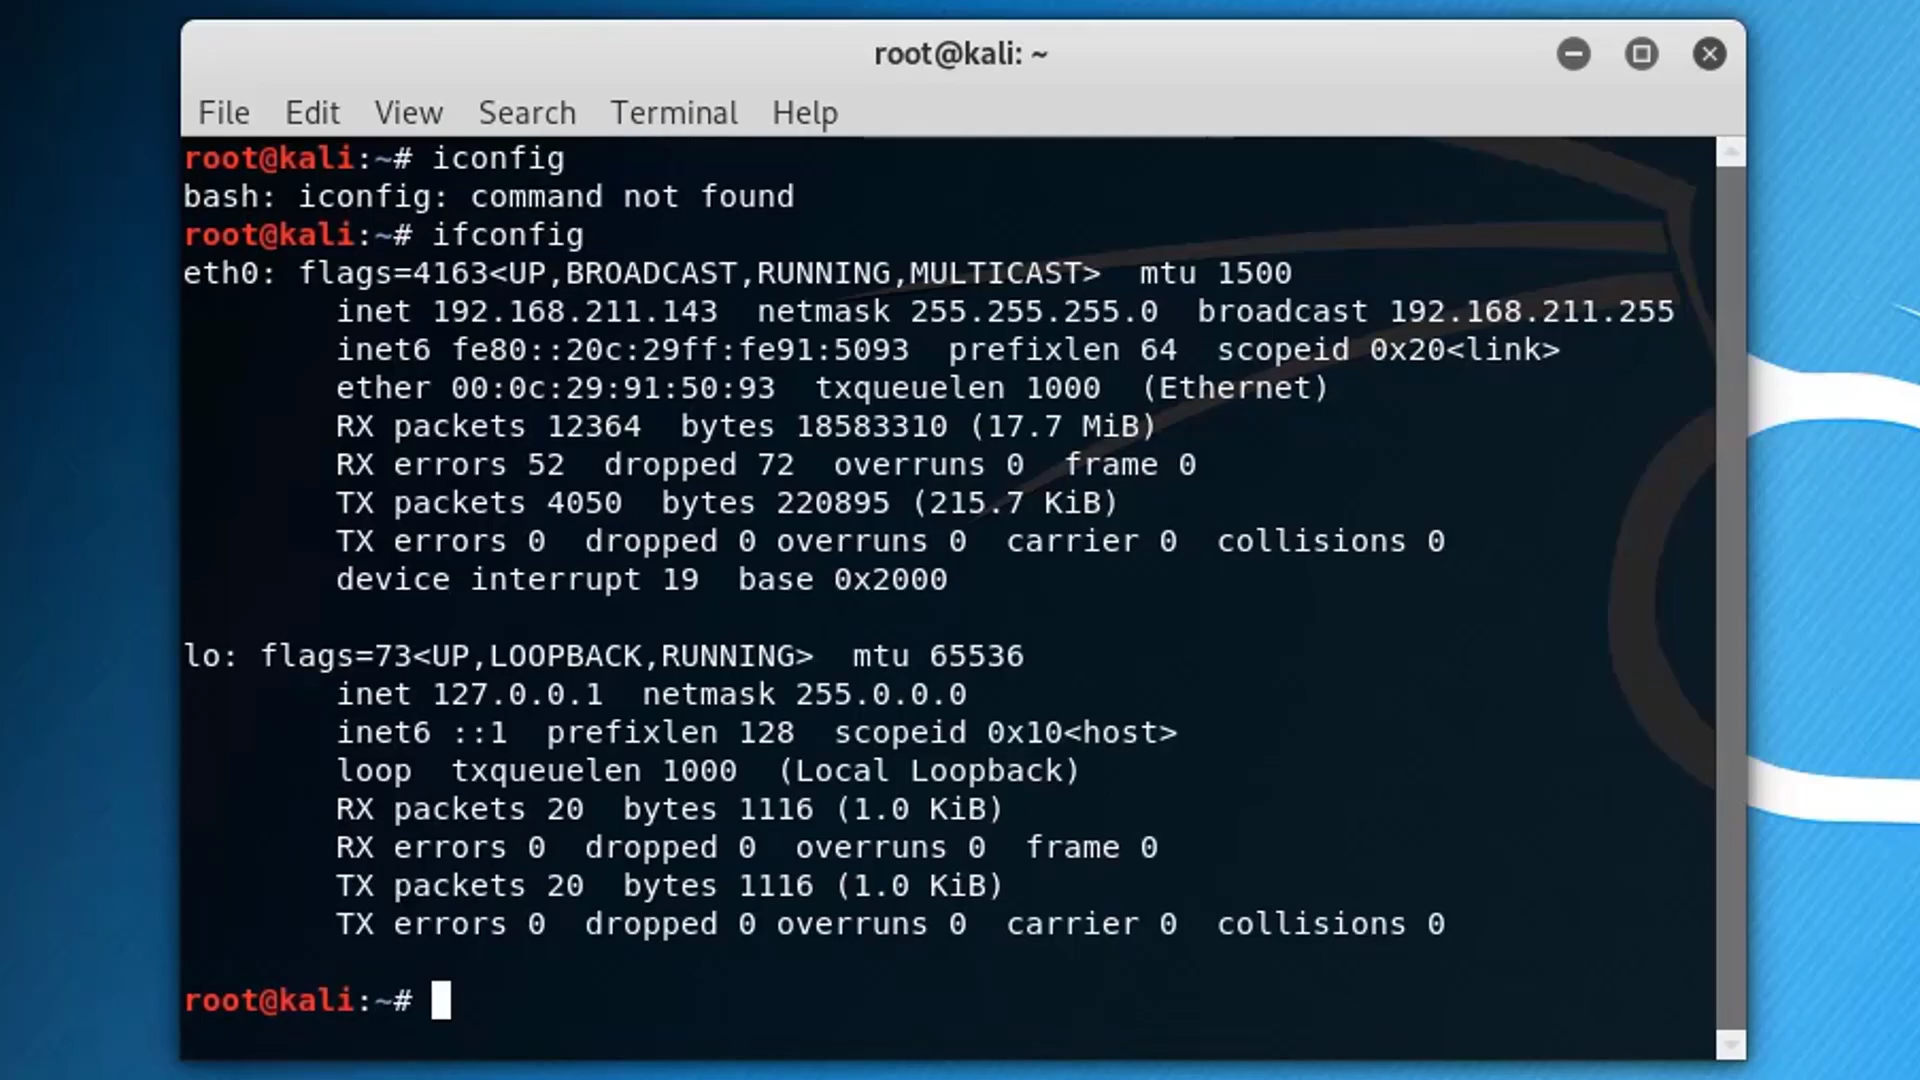 root@kali: ~
File Edit View Search Terminal Help
root@kali:~# iconfig
bash: iconfig: command not found
root@kali:~# ifconfig
eth0: flags=4163<UP,BROADCAST,RUNNING,MULTICAST>  mtu 1500
        inet 192.168.211.143  netmask 255.255.255.0  broadcast 192.168.211.255
        inet6 fe80::20c:29ff:fe91:5093  prefixlen 64  scopeid 0x20<link>
        ether 00:0c:29:91:50:93  txqueuelen 1000  (Ethernet)
        RX packets 12364  bytes 18583310 (17.7 MiB)
        RX errors 52  dropped 72  overruns 0  frame 0
        TX packets 4050  bytes 220895 (215.7 KiB)
        TX errors 0  dropped 0 overruns 0  carrier 0  collisions 0
        device interrupt 19  base 0x2000
lo: flags=73<UP,LOOPBACK,RUNNING>  mtu 65536
        inet 127.0.0.1  netmask 255.0.0.0
        inet6 ::1  prefixlen 128  scopeid 0x10<host>
        loop  txqueuelen 1000  (Local Loopback)
        RX packets 20  bytes 1116 (1.0 KiB)
        RX errors 0  dropped 0  overruns 0  frame 0
        TX packets 20  bytes 1116 (1.0 KiB)
        TX errors 0  dropped 0 overruns 0  carrier 0  collisions 0
root@kali:~#